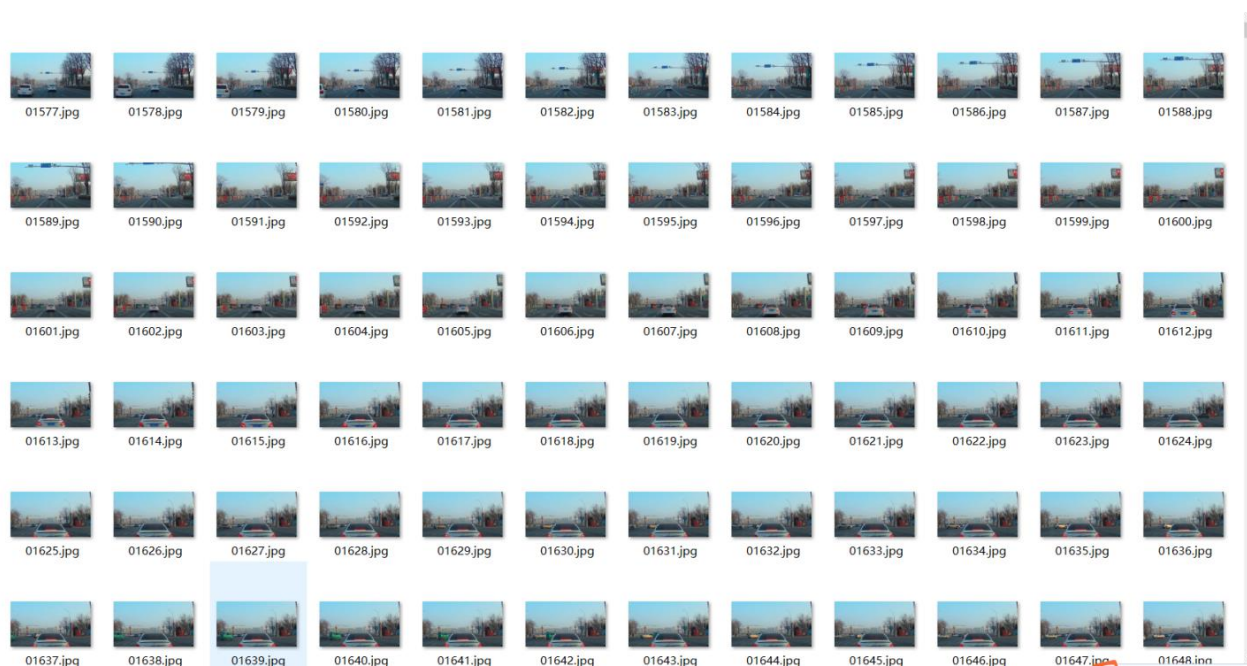 01577.jpg 01578.jpg 01579.jpg 01580.jpg 01581.jpg 01582.jpg 01583.jpg 01584.jpg 01585.jpg 01586.jpg 01587.jpg 01588.jpg
01589.jpg 01590.jpg 01591.jpg 01592.jpg 01593.jpg 01594.jpg 01595.jpg 01596.jpg 01597.jpg 01598.jpg 01599.jpg 01600.jpg
01601.jpg 01602.jpg 01603.jpg 01604.jpg 01605.jpg 01606.jpg 01607.jpg 01608.jpg 01609.jpg 01610.jpg 01611.jpg 01612.jpg
01613.jpg 01614.jpg 01615.jpg 01616.jpg 01617.jpg 01618.jpg 01619.jpg 01620.jpg 01621.jpg 01622.jpg 01623.jpg 01624.jpg
01625.jpg 01626.jpg 01627.jpg 01628.jpg 01629.jpg 01630.jpg 01631.jpg 01632.jpg 01633.jpg 01634.jpg 01635.jpg 01636.jpg
01637.jpg 01638.jpg 01639.jpg 01640.jpg 01641.jpg 01642.jpg 01643.jpg 01644.jpg 01645.jpg 01646.jpg 01647.jpg 01648.jpg